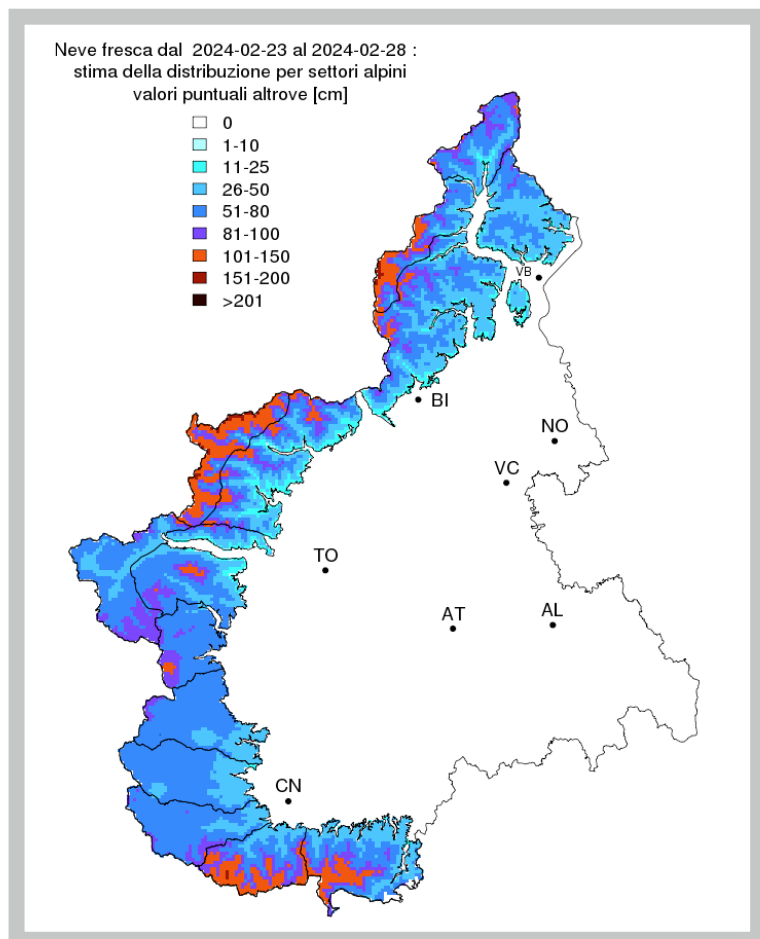 Neve fresca dal 2024-02-23 al 2024-02-28 :
stima della distribuzione per settori alpini
valori puntuali altrove [cm]
0
1-10
11-25
26-50
51-80
81-100
101-150
151-200
>201
VB
BI
NO
VC
TO
AT
AL
CN